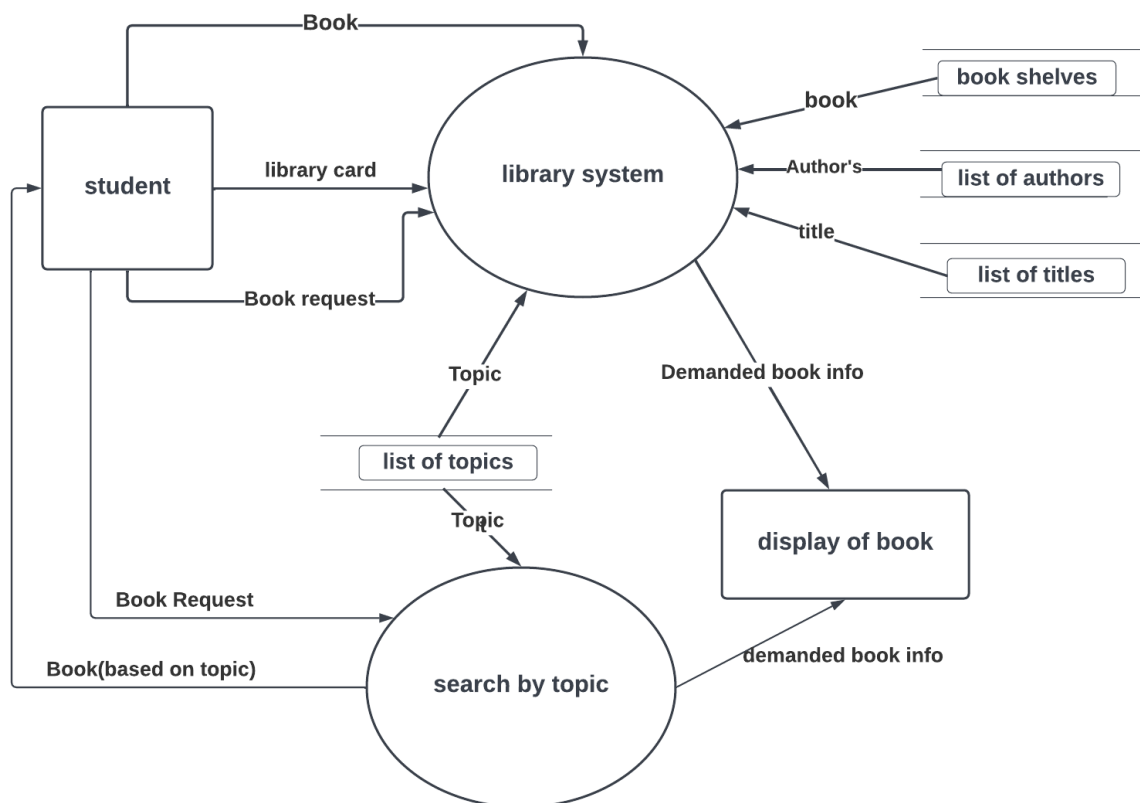 Book
book shelves
book
library card
student
library system
Author's
list of authors
title
list of titles
Book request
Topic
Demanded book info
list of topics
Topic
display of book
Book Request
Book(based on topic)
demanded book info
search by topic